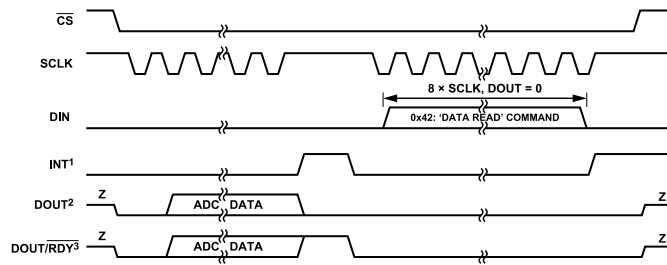 CS
SCLK
8 × SCLK, DOUT = 0
DIN
0x42: 'DATA READ' COMMAND
INT1
DOUT2
Z
ADC DATA
Z
DOUT/RDY3
Z
ADC DATA
Z